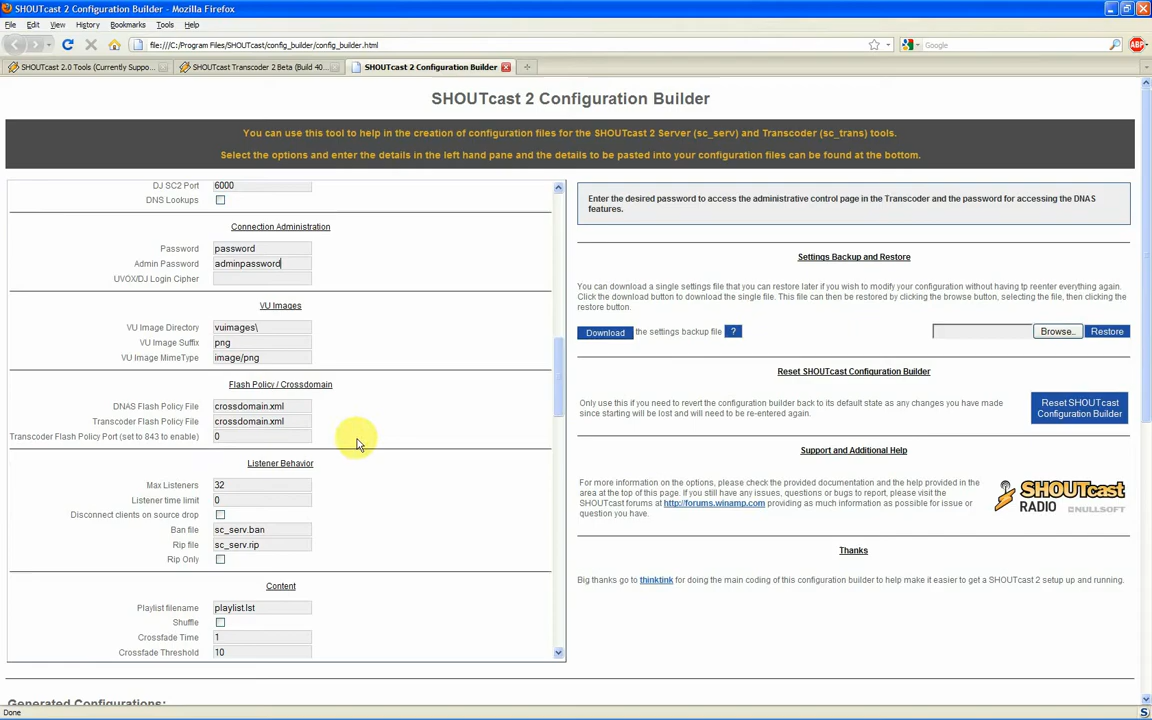 SHOUTcast 2 Configuration Builder - Mozilla Firefox
File Edit View History Bookmarks Tools Help
file:///C:/Program Files/SHOUTcast/config_builder/config_builder.html
Google
ABP
SHOUTcast 2.0 Tools (Currently Suppo...
SHOUTcast Transcoder 2 Beta (Build 40...
SHOUTcast 2 Configuration Builder
SHOUTcast 2 Configuration Builder
You can use this tool to help in the creation of configuration files for the SHOUTcast 2 Server (sc_serv) and Transcoder (sc_trans) tools.
Select the options and enter the details in the left hand pane and the details to be pasted into your configuration files can be found at the bottom.
DJ SC2 Port 6000
DNS Lookups
Connection Administration
Password password
Admin Password adminpassword
UVOX/DJ Login Cipher
VU Images
VU Image Directory vuimages\
VU Image Suffix png
VU Image MimeType image/png
Flash Policy / Crossdomain
DNAS Flash Policy File crossdomain.xml
Transcoder Flash Policy File crossdomain.xml
Transcoder Flash Policy Port (set to 843 to enable) 0
Listener Behavior
Max Listeners 32
Listener time limit 0
Disconnect clients on source drop
Ban file sc_serv.ban
Rip file sc_serv.rip
Rip Only
Content
Playlist filename playlist.lst
Shuffle
Crossfade Time 1
Crossfade Threshold 10
Enter the desired password to access the administrative control page in the Transcoder and the password for accessing the DNAS
features.
Settings Backup and Restore
You can download a single settings file that you can restore later if you wish to modify your configuration without having tp reenter everything again.
Click the download button to download the single file. This file can then be restored by clicking the browse button, selecting the file, then clicking the
restore button.
Download the settings backup file ? Browse... Restore
Reset SHOUTcast Configuration Builder
Only use this if you need to revert the configuration builder back to its default state as any changes you have made
since starting will be lost and will need to be re-entered again.
Reset SHOUTcast
Configuration Builder
Support and Additional Help
For more information on the options, please check the provided documentation and the help provided in the
area at the top of this page. If you still have any issues, questions or bugs to report, please visit the
SHOUTcast forums at http://forums.winamp.com providing as much information as possible for issue or
question you have.
SHOUTcast
RADIO NULLSOFT
Thanks
Big thanks go to thinktink for doing the main coding of this configuration builder to help make it easier to get a SHOUTcast 2 setup up and running.
Generated Configurations:
Done